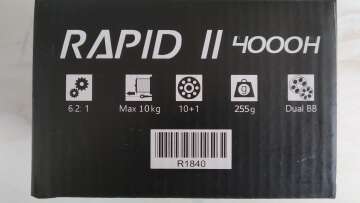 RAPID II 4000H
g
6.2:1 Max 10kg 10+1 255g Dual BB
R1840